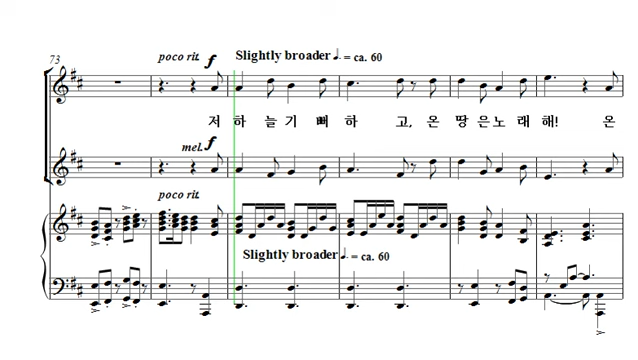 73
poco rit. f Slightly broader ♩. = ca. 60
저 하 늘 기 뻐 하 고, 온 땅 은 노 래 해! 온
mel. f
poco rit.
Slightly broader ♩. = ca. 60